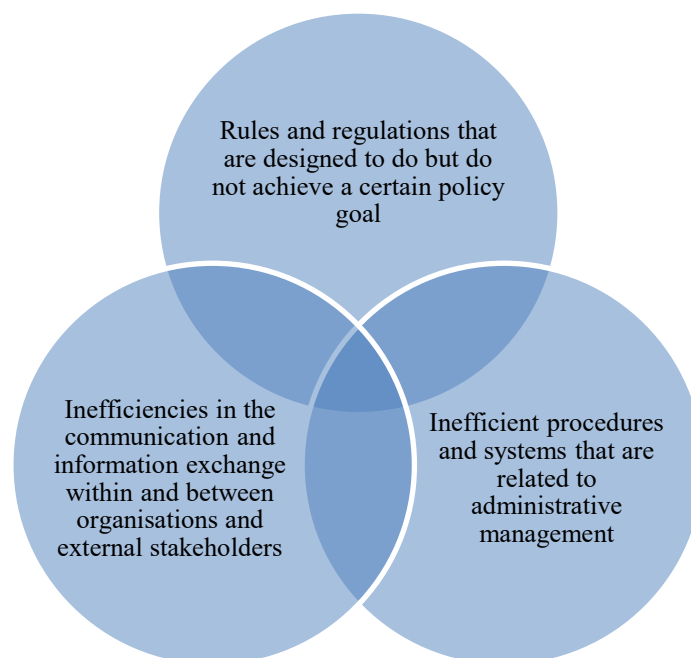 Rules and regulations that
are designed to do but do
not achieve a certain policy
goal
Inefficiencies in the
communication and
information exchange
within and between
organisations and
external stakeholders
Inefficient procedures
and systems that are
related to
administrative
management